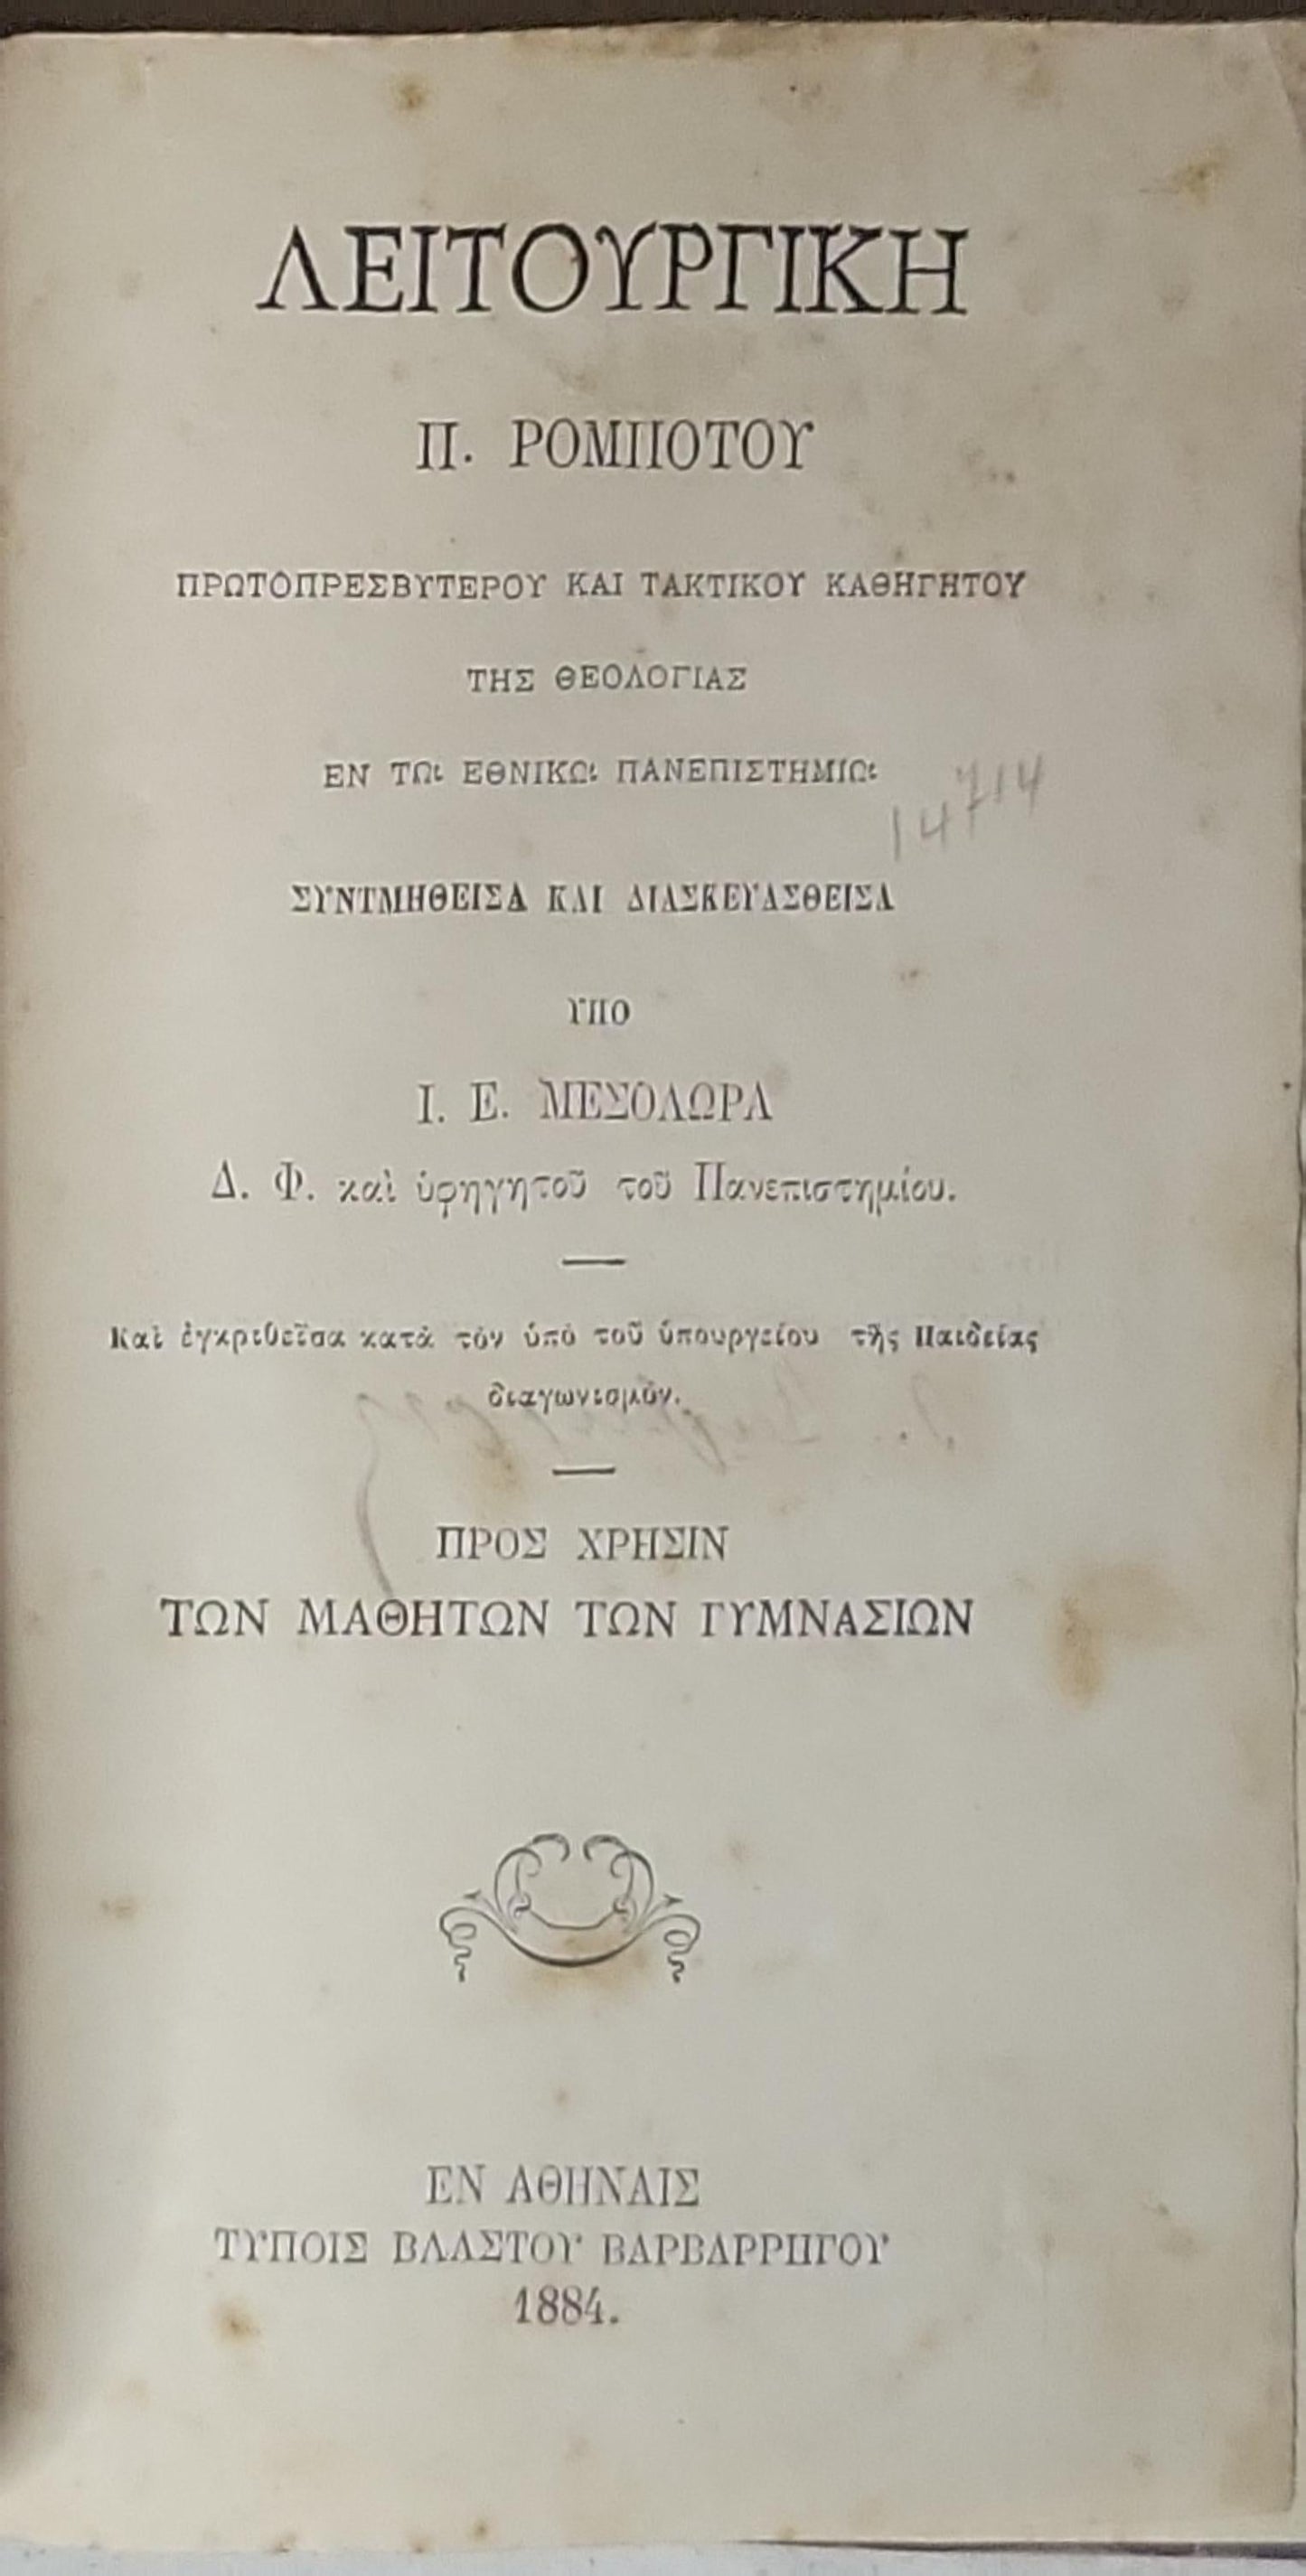 ΛΕΙΤΟΥΡΓΙΚΗ
Π. ΡΟΜΠΟΤΟΥ
ΠΡΩΤΟΠΡΕΣΒΥΤΕΡΟΥ ΚΑΙ ΤΑΚΤΙΚΟΥ ΚΑΘΗΓΗΤΟΥ
ΤΗΣ ΘΕΟΛΟΓΙΑΣ
ΕΝ ΤΩι ΕΘΝΙΚΩι ΠΑΝΕΠΙΣΤΗΜΙΩι
14714
ΣΥΝΤΜΗΘΕΙΣΑ ΚΑΙ ΔΙΑΣΚΕΥΑΣΘΕΙΣΑ
ΥΠΟ
Ι. Ε. ΜΕΣΟΛΩΡΑ
Δ. Φ. καὶ ὑφηγητοῦ τοῦ Πανεπιστημίου.
Καὶ ἐγκριθεῖσα κατὰ τὸν ὑπὸ τοῦ ὑπουργείου τῆς Παιδείας
διαγωνισμόν.
ΠΡΟΣ ΧΡΗΣΙΝ
ΤΩΝ ΜΑΘΗΤΩΝ ΤΩΝ ΓΥΜΝΑΣΙΩΝ
ΕΝ ΑΘΗΝΑΙΣ
ΤΥΠΟΙΣ ΒΛΑΣΤΟΥ ΒΑΡΒΑΡΡΗΓΟΥ
1884.